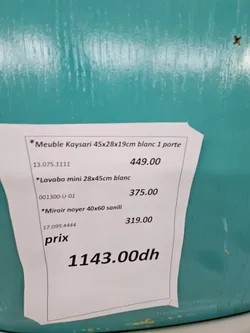 *Meuble Kaysari 45x28x19cm blanc 1 porte
13.075.1111 449.00
*Lavabo mini 28x45cm blanc
001300-U-01 375.00
*Miroir noyer 40x60 sanili
17.099.4444 319.00
prix
1143.00dh